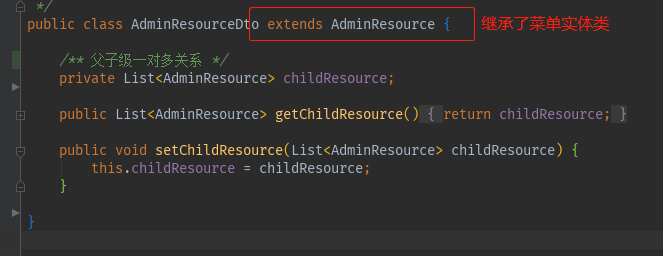 */
public class AdminResourceDto extends AdminResource { 继承了菜单实体类
/** 父子级一对多关系 */
private List<AdminResource> childResource;
public List<AdminResource> getChildResource() { return childResource; }
public void setChildResource(List<AdminResource> childResource) {
this.childResource = childResource;
}
}